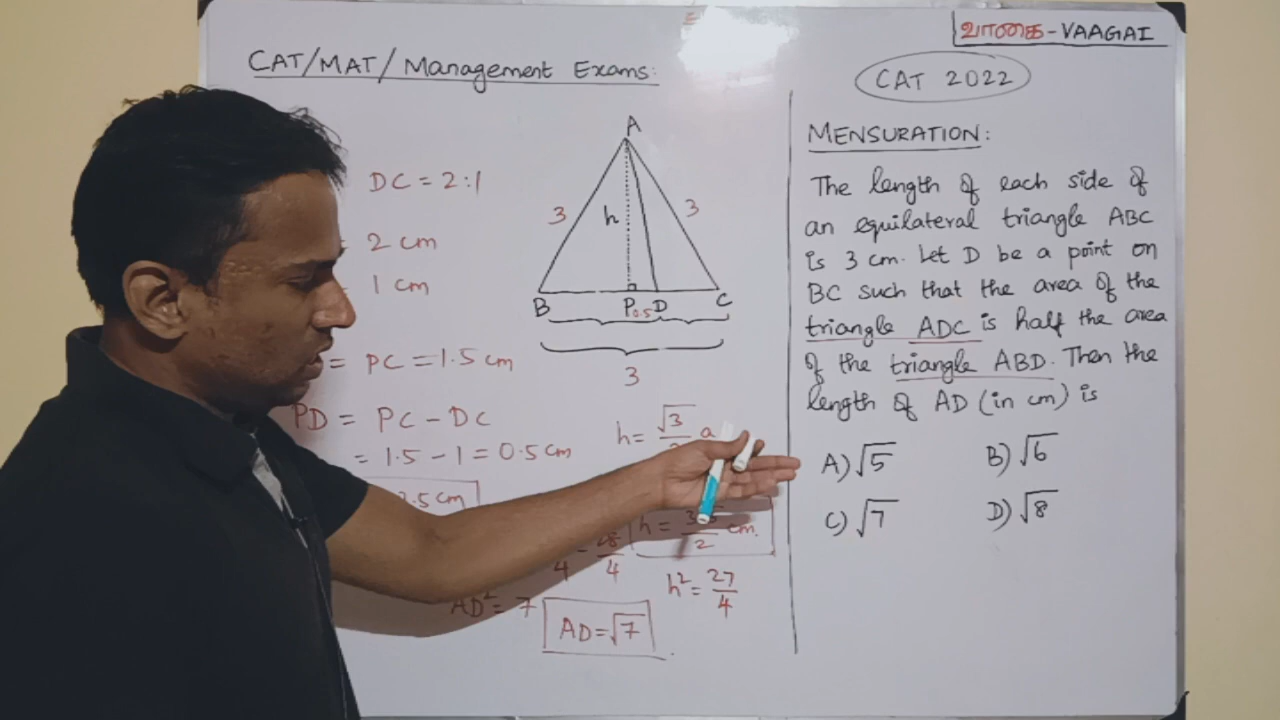 வாகை - VAAGAI
CAT/MAT/Management Exams:
DC = 2:1
= 2 cm
1 cm
= PC = 1.5 cm
PD = PC - DC
= 1.5 - 1 = 0.5 cm
0.5 cm
A
3
h
3
B
P
0.5
D
C
3
h = √3
a
h =
2
cm.
h² = 27/4
4
4
AD² = 7
AD = √7
CAT 2022
MENSURATION:
The length of each side of
an equilateral triangle ABC
is 3 cm. Let D be a point on
BC such that the area of the
triangle ADC is half the area
of the triangle ABD. Then the
length of AD (in cm) is
A) √5
B) √6
C) √7
D) √8